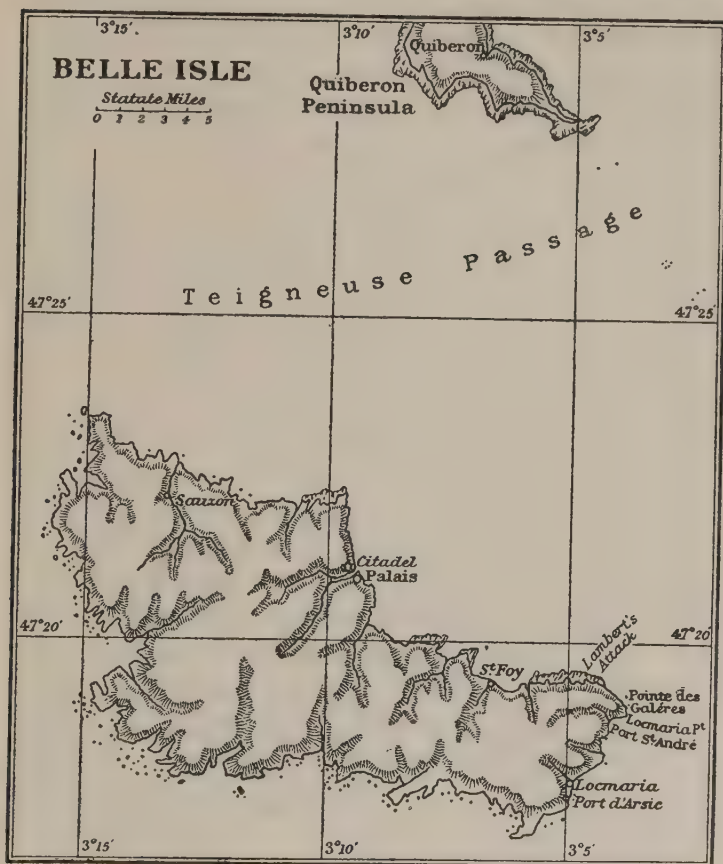 3°15'
3°10'
3°5'
BELLE ISLE
Statute Miles
0 1 2 3 4 5
Quiberon
Quiberon
Peninsula
Teigneuse Passage
47°25'
47°25'
Sauzon
Citadel
Palais
47°20'
47°20'
Lambert's
Attack
St Foy
Pointe des
Galéres
Locmaria Pt
Port St André
Locmaria
Port d'Arsic
3°15'
3°10'
3°5'